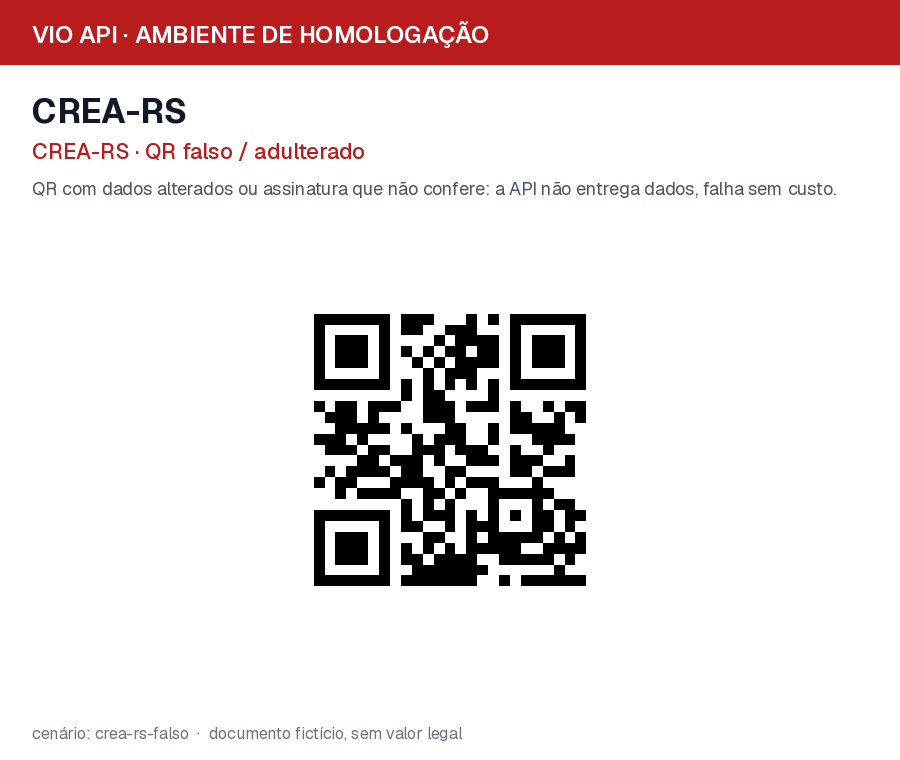 VIO API · AMBIENTE DE HOMOLOGAÇÃO
CREA-RS
CREA-RS · QR falso / adulterado
QR com dados alterados ou assinatura que não confere: a API não entrega dados, falha sem custo.
cenário: crea-rs-falso · documento fictício, sem valor legal